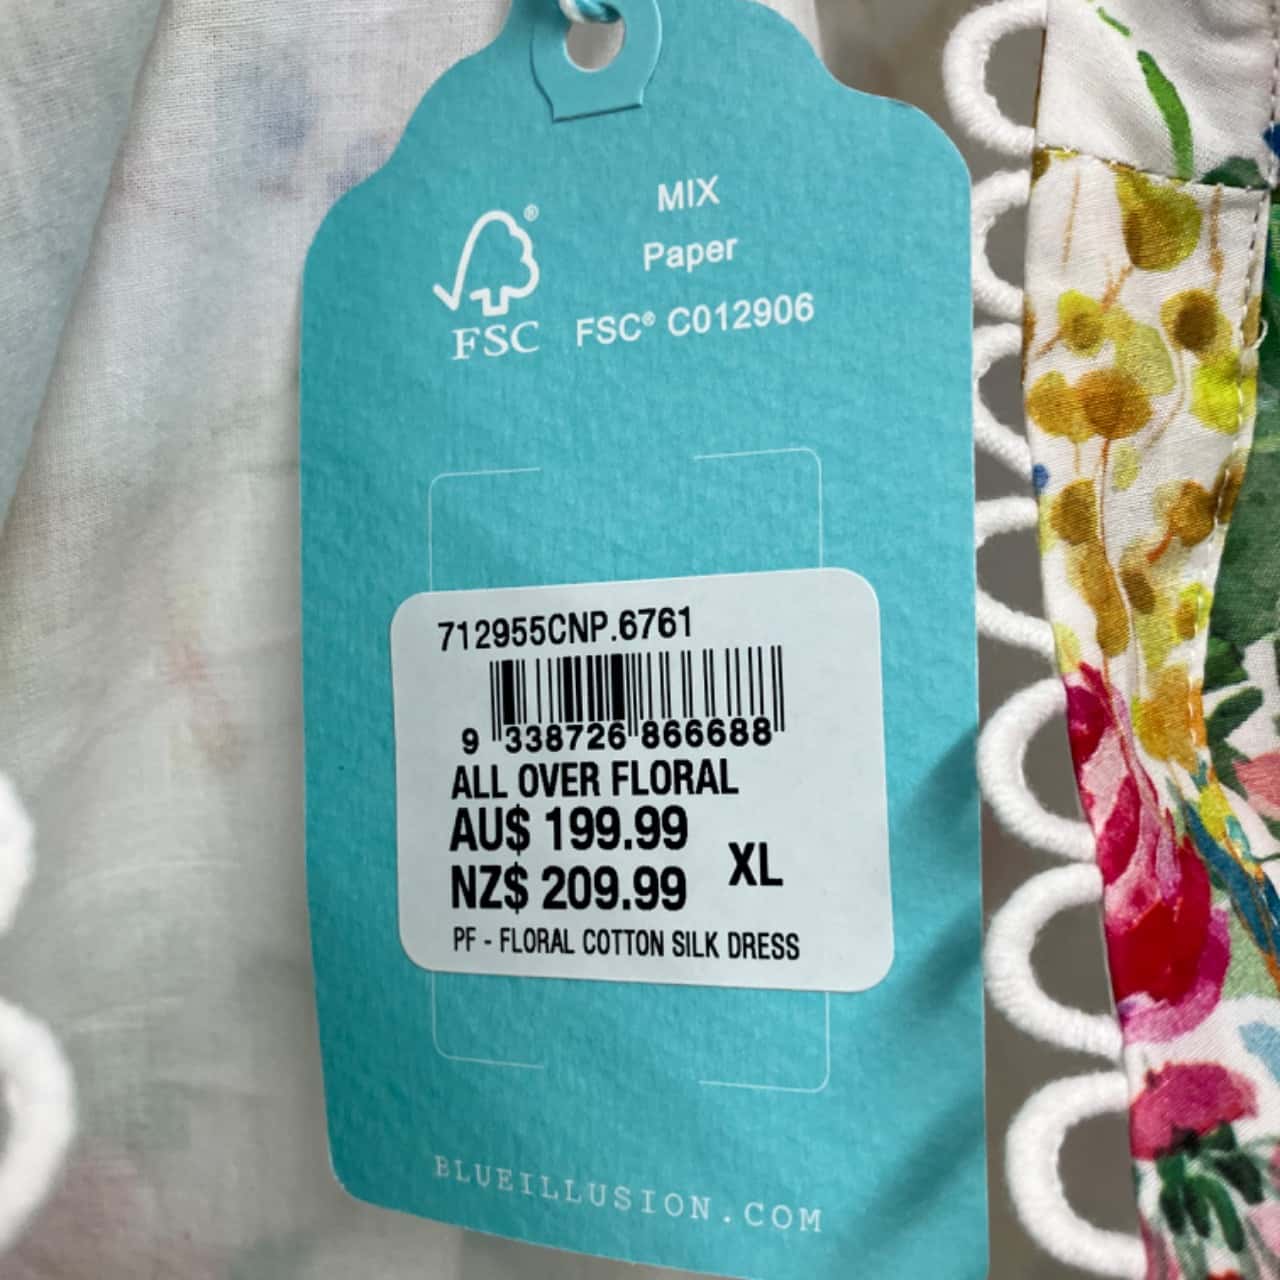 MIX
Paper
FSC® C012906
®
FSC
712955CNP.6761
9 338726 866688
ALL OVER FLORAL
AU$ 199.99
NZ$ 209.99
XL
PF - FLORAL COTTON SILK DRESS
BLUEILLUSION.COM